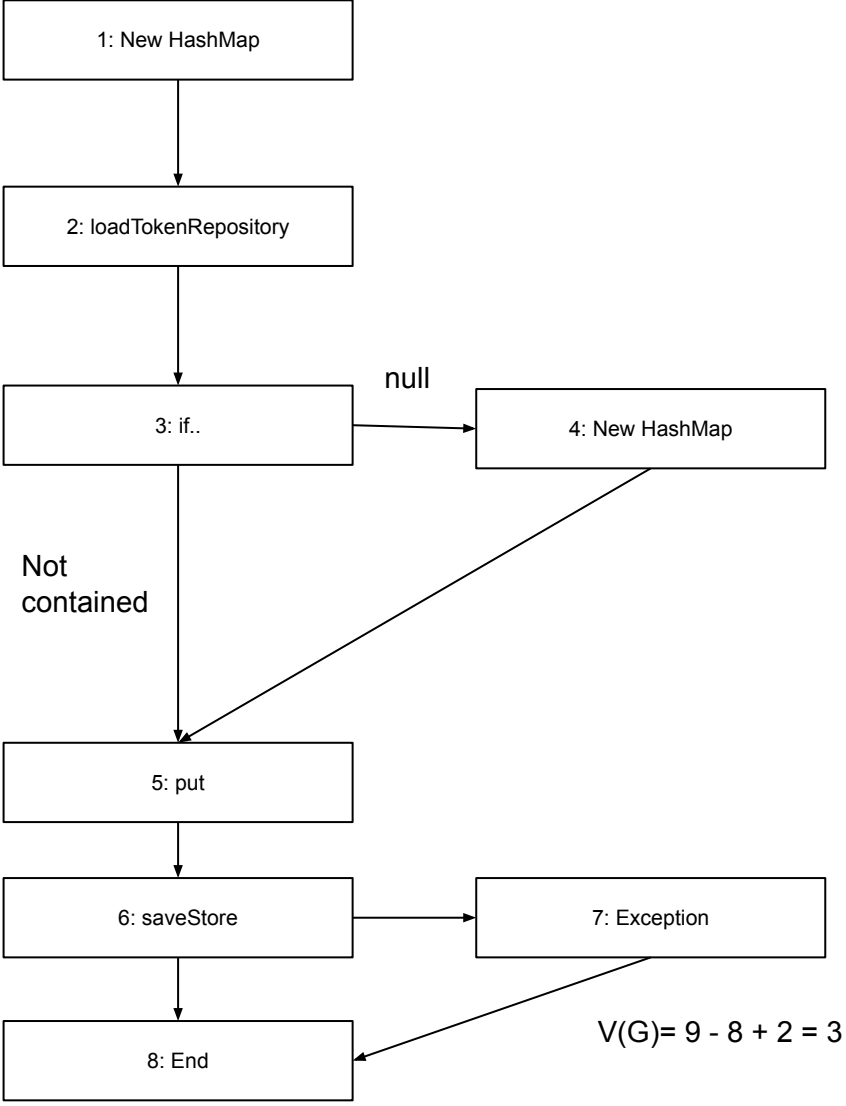 1: New HashMap
2: loadTokenRepository
null
3: if..
4: New HashMap
Not
contained
5: put
6: saveStore
7: Exception
V(G)= 9 - 8 + 2 = 3
8: End